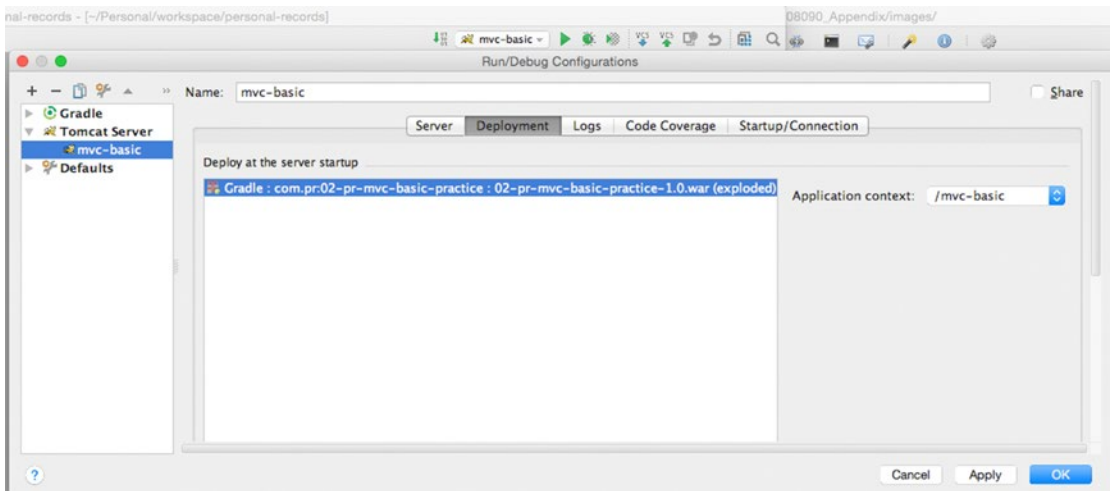 nal-records - [~/Personal/workspace/personal-records]
08090_Appendix/images/
mvc-basic
Run/Debug Configurations
Name: mvc-basic
Share
Gradle
Tomcat Server
mvc-basic
Defaults
Server Deployment Logs Code Coverage Startup/Connection
Deploy at the server startup
Gradle : com.pr:02-pr-mvc-basic-practice : 02-pr-mvc-basic-practice-1.0.war (exploded)
Application context: /mvc-basic
? Cancel Apply OK